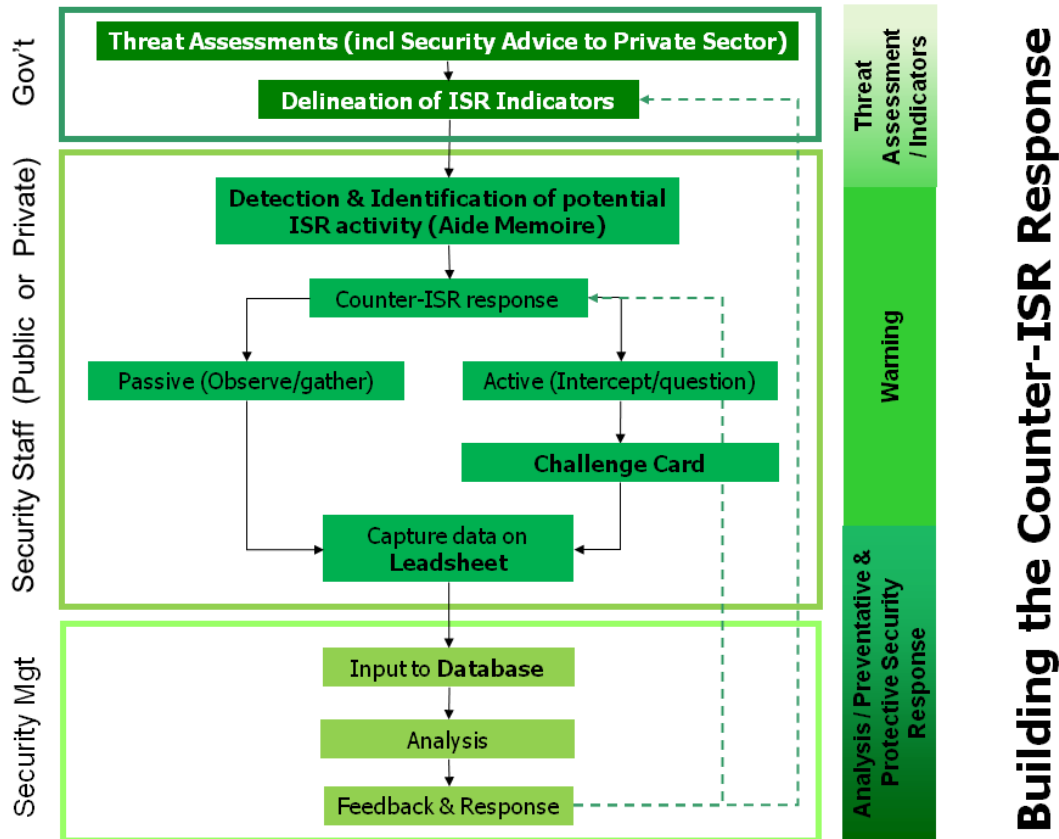 Gov't
Threat Assessments (incl Security Advice to Private Sector)
Delineation of ISR Indicators
Security Staff (Public or Private)
Detection & Identification of potential
ISR activity (Aide Memoire)
Counter-ISR response
Passive (Observe/gather)
Active (Intercept/question)
Challenge Card
Capture data on
Leadsheet
Security Mgt
Input to Database
Analysis
Feedback & Response
Threat
Assessment
/ Indicators
Warning
Analysis / Preventative &
Protective Security
Response
Building the Counter-ISR Response